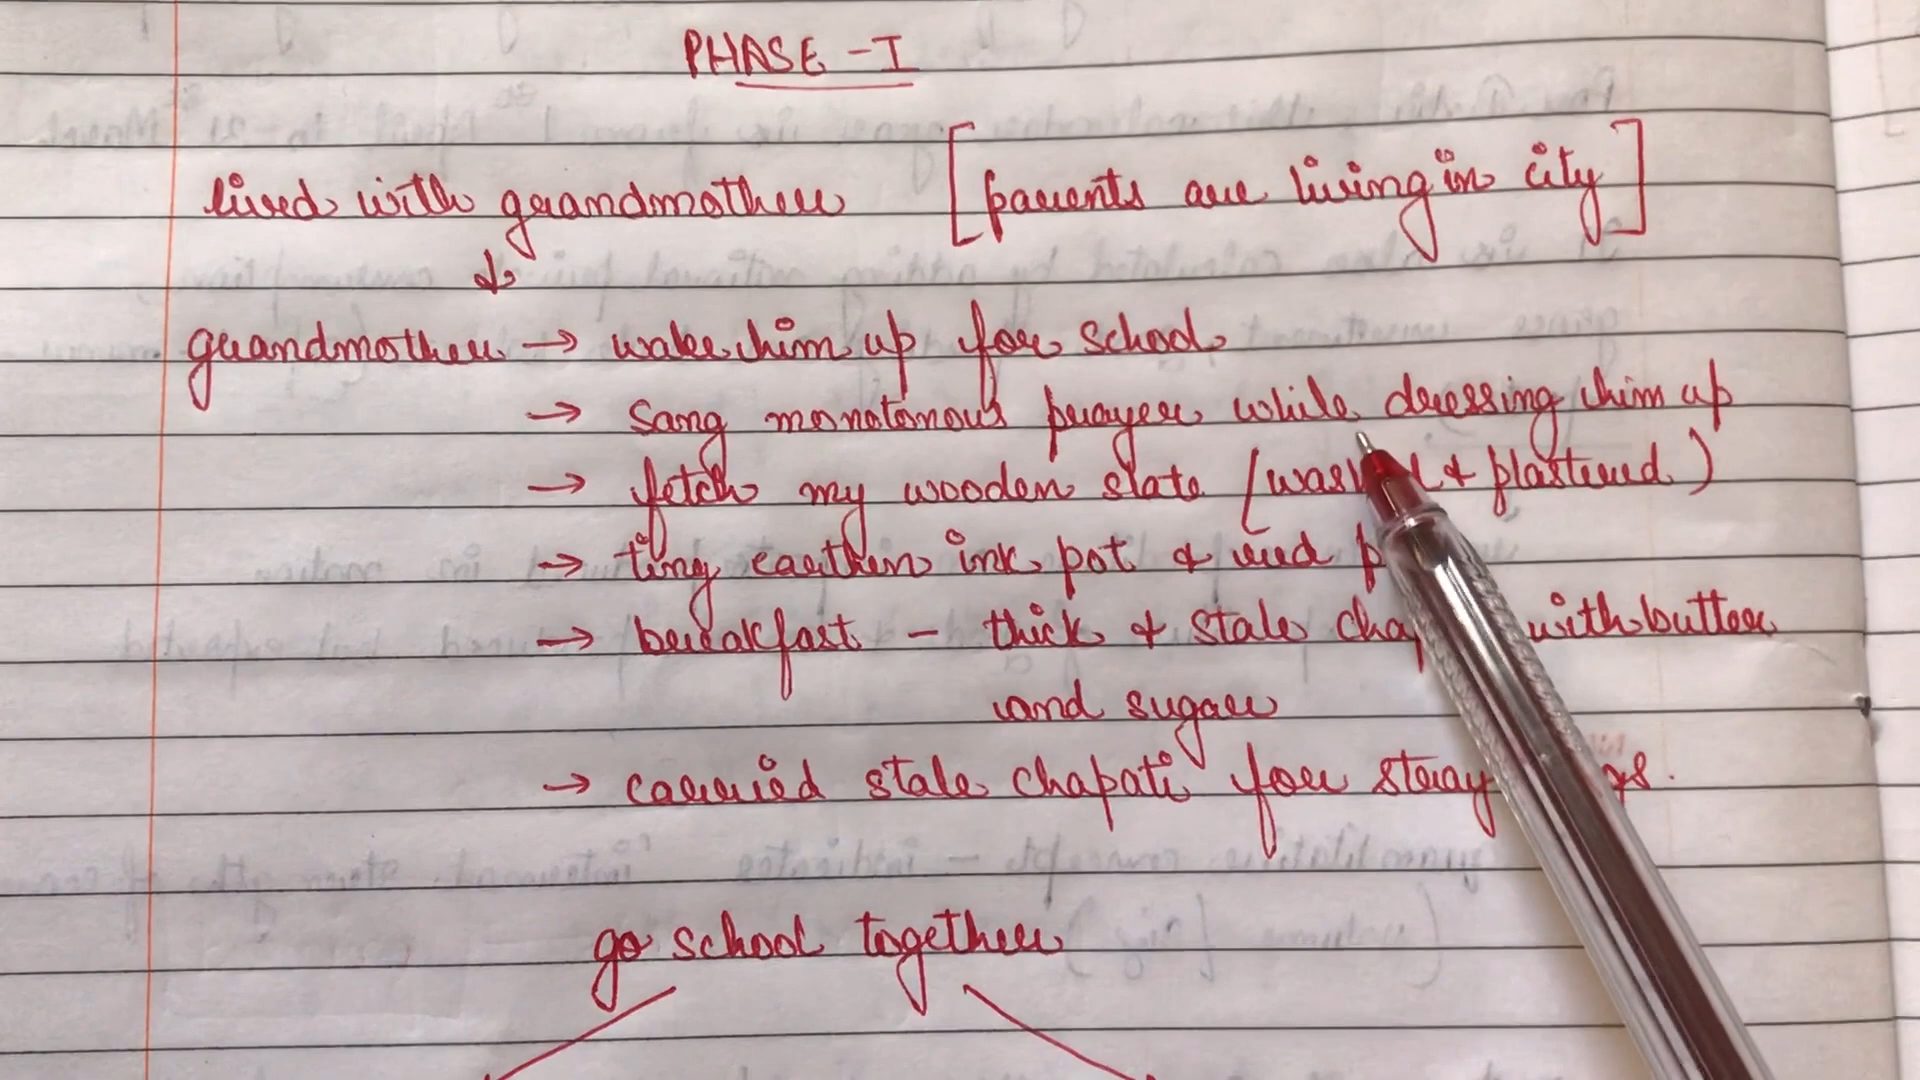 PHASE - I
lived with grandmother [parents are living in city]
grandmother → wake him up for school
→ sang monotonous prayer while dressing him up
→ fetch my wooden slate (washed & plastered)
→ tiny earthen ink pot & red
→ breakfast - thick & stale with butter
and sugar
→ carried stale chapati for stray
go school together